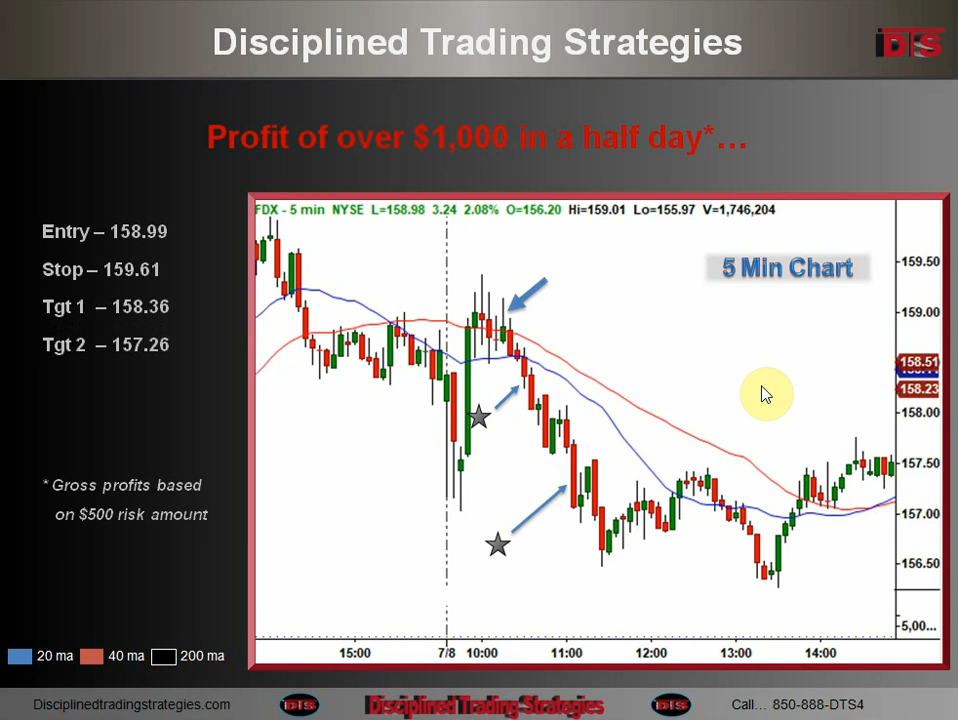 Disciplined Trading Strategies
DTS
Profit of over $1,000 in a half day*...
Entry – 158.99
Stop – 159.61
Tgt 1 – 158.36
Tgt 2 – 157.26
* Gross profits based
on $500 risk amount
FDX - 5 min NYSE L=158.98 3.24 2.08% O=156.20 Hi=159.01 Lo=155.97 V=1,746,204
5 Min Chart
159.50
159.00
158.51
158.23
158.00
157.50
157.00
156.50
5,00...
15:00 7/8 10:00 11:00 12:00 13:00 14:00
20 ma 40 ma 200 ma
Disciplinedtradingstrategies.com DTS Disciplined Trading Strategies DTS Call... 850-888-DTS4